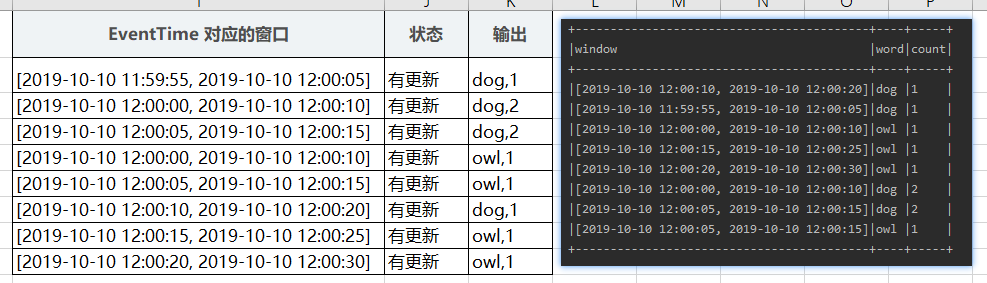 I J K L M N O P
EventTime 对应的窗口 状态 输出
[2019-10-10 11:59:55, 2019-10-10 12:00:05] 有更新 dog,1
[2019-10-10 12:00:00, 2019-10-10 12:00:10] 有更新 dog,2
[2019-10-10 12:00:05, 2019-10-10 12:00:15] 有更新 dog,2
[2019-10-10 12:00:00, 2019-10-10 12:00:10] 有更新 owl,1
[2019-10-10 12:00:05, 2019-10-10 12:00:15] 有更新 owl,1
[2019-10-10 12:00:10, 2019-10-10 12:00:20] 有更新 dog,1
[2019-10-10 12:00:15, 2019-10-10 12:00:25] 有更新 owl,1
[2019-10-10 12:00:20, 2019-10-10 12:00:30] 有更新 owl,1
+------------------------------------------+----+-----+
|window                                    |word|count|
+------------------------------------------+----+-----+
|[2019-10-10 12:00:10, 2019-10-10 12:00:20]|dog |1    |
|[2019-10-10 11:59:55, 2019-10-10 12:00:05]|dog |1    |
|[2019-10-10 12:00:00, 2019-10-10 12:00:10]|owl |1    |
|[2019-10-10 12:00:15, 2019-10-10 12:00:25]|owl |1    |
|[2019-10-10 12:00:20, 2019-10-10 12:00:30]|owl |1    |
|[2019-10-10 12:00:00, 2019-10-10 12:00:10]|dog |2    |
|[2019-10-10 12:00:05, 2019-10-10 12:00:15]|dog |2    |
|[2019-10-10 12:00:05, 2019-10-10 12:00:15]|owl |1    |
+------------------------------------------+----+-----+